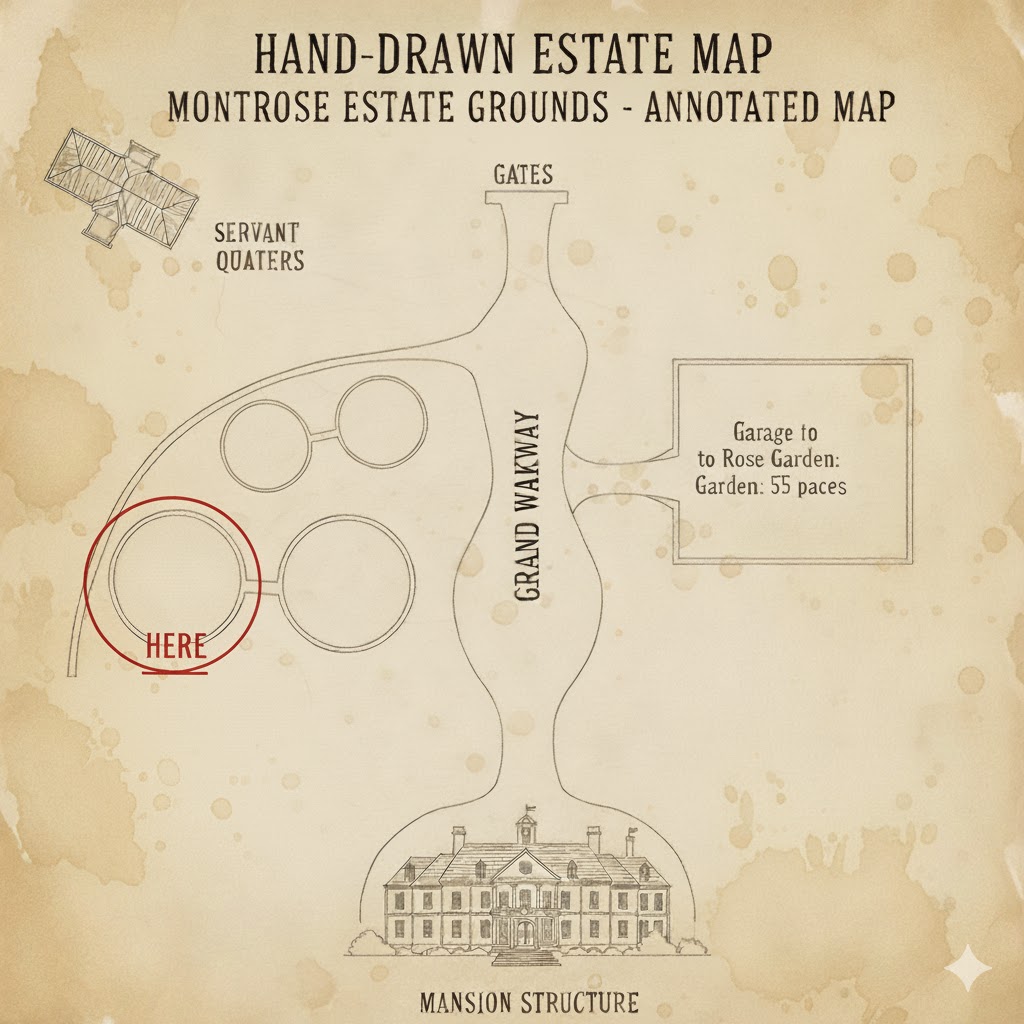 HAND-DRAWN ESTATE MAP
MONTROSE ESTATE GROUNDS - ANNOTATED MAP
GATES
SERVANT
QUATERS
GRAND WAKWAY
Garage to
to Rose Garden:
Garden: 55 paces
HERE
MANSION STRUCTURE